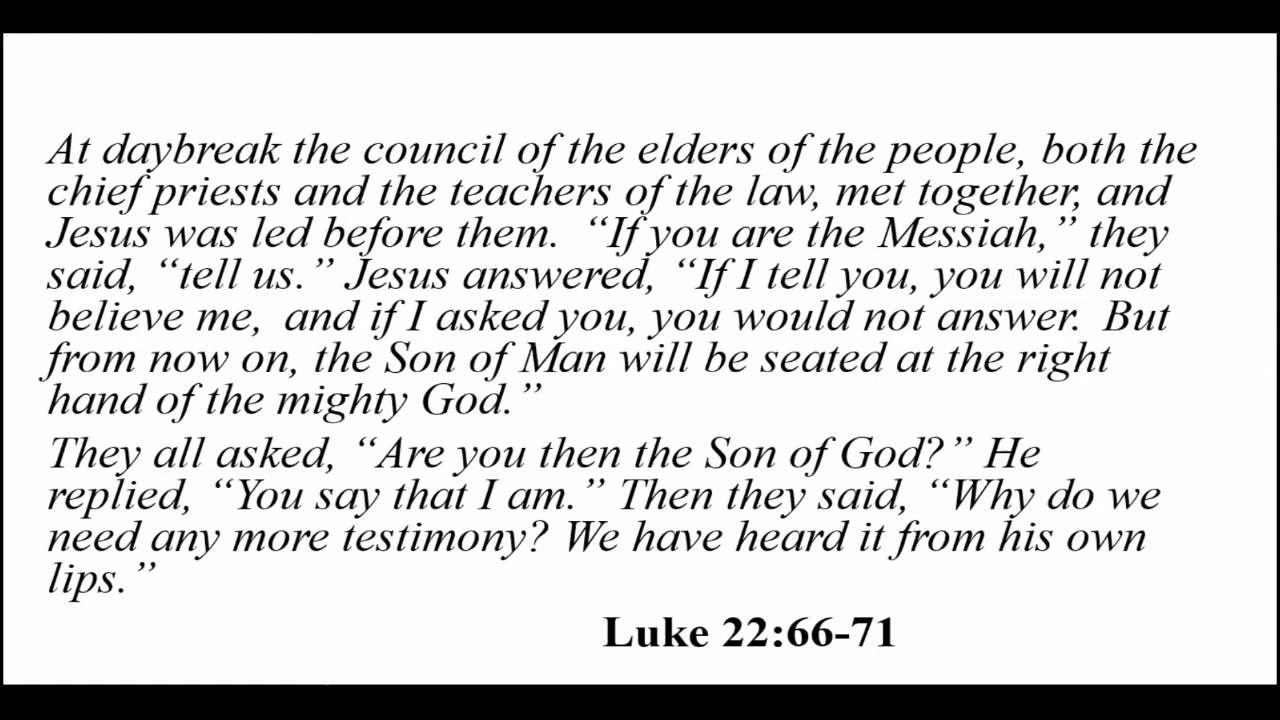 At daybreak the council of the elders of the people, both the
chief priests and the teachers of the law, met together, and
Jesus was led before them.  “If you are the Messiah,” they
said, “tell us.” Jesus answered, “If I tell you, you will not
believe me,  and if I asked you, you would not answer.  But
from now on, the Son of Man will be seated at the right
hand of the mighty God.”
They all asked, “Are you then the Son of God?” He
replied, “You say that I am.” Then they said, “Why do we
need any more testimony? We have heard it from his own
lips.”
Luke 22:66-71